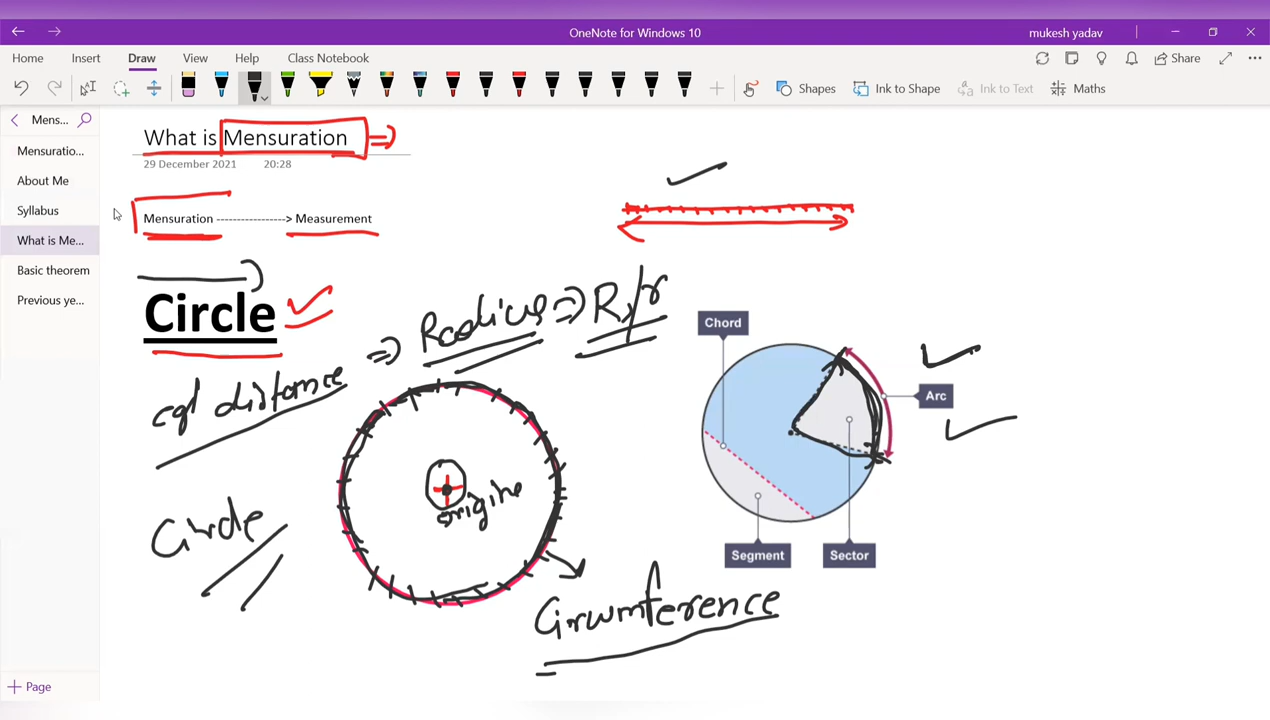 OneNote for Windows 10
mukesh yadav
Home Insert Draw View Help Class Notebook
Share
Shapes Ink to Shape Ink to Text Maths
Mens...
Mensuratio...
About Me
Syllabus
What is Me...
Basic theorem
Previous ye...
Page
What is Mensuration
29 December 2021 20:28
Mensuration ----------------> Measurement
Circle
eql distance => Radius => R/r
origine
Circle
Circumference
Chord
Arc
Segment
Sector